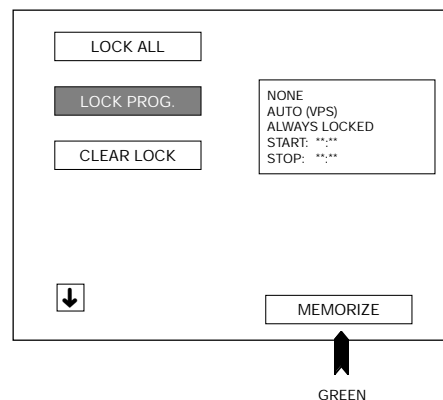 LOCK ALL
LOCK PROG.
CLEAR LOCK
NONE
AUTO (VPS)
ALWAYS LOCKED
START: **:**
STOP: **:**
MEMORIZE
GREEN